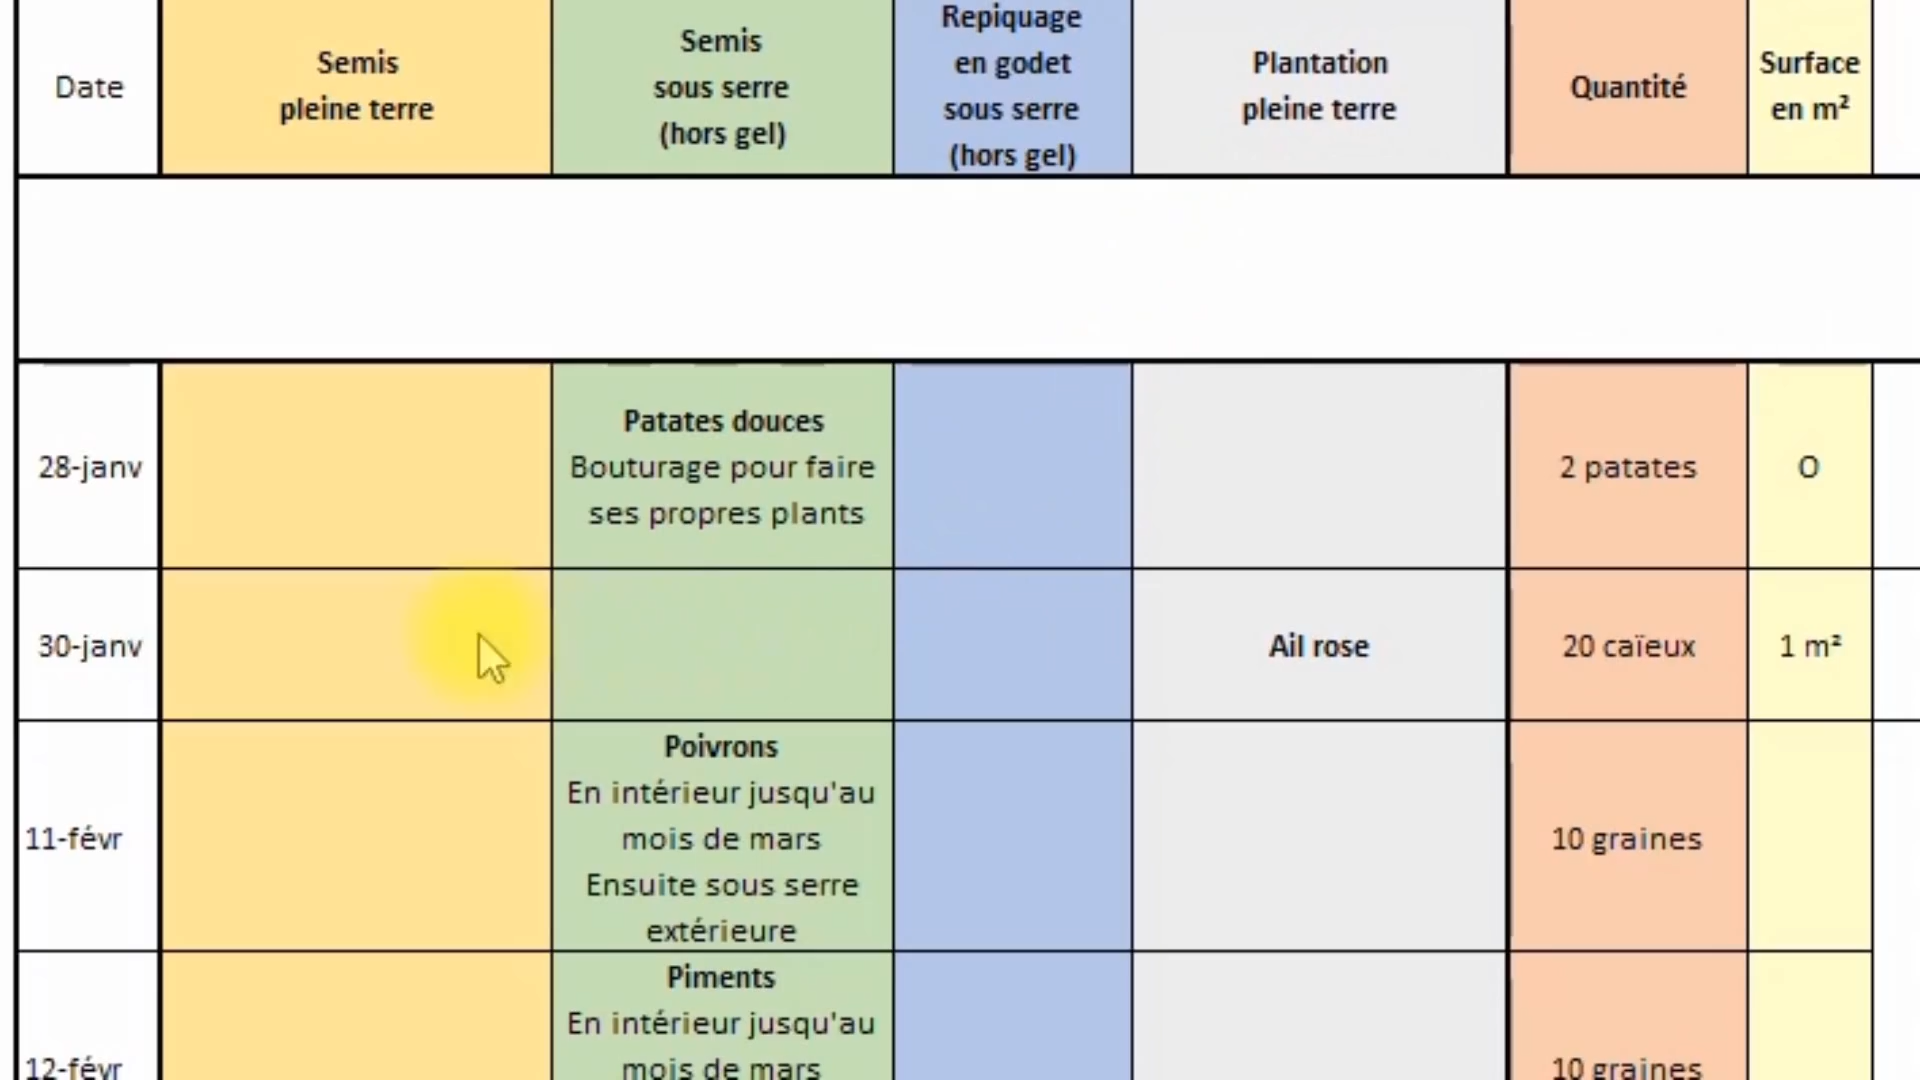 Date
Semis
pleine terre
Semis
sous serre
(hors gel)
Repiquage
en godet
sous serre
(hors gel)
Plantation
pleine terre
Quantité
Surface
en m²
28-janv
Patates douces
Bouturage pour faire
ses propres plants
2 patates
O
30-janv
Ail rose
20 caïeux
1 m²
11-févr
Poivrons
En intérieur jusqu'au
mois de mars
Ensuite sous serre
extérieure
10 graines
12-févr
Piments
En intérieur jusqu'au
mois de mars
10 graines